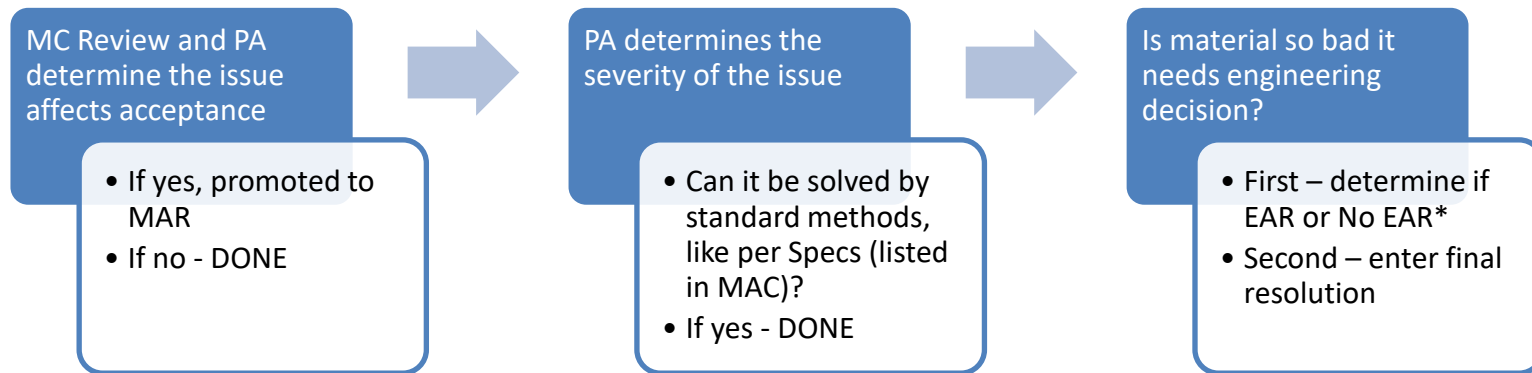 MC Review and PA
determine the issue
affects acceptance
• If yes, promoted to
MAR
• If no - DONE
PA determines the
severity of the issue
• Can it be solved by
standard methods,
like per Specs (listed
in MAC)?
• If yes - DONE
Is material so bad it
needs engineering
decision?
• First – determine if
EAR or No EAR*
• Second – enter final
resolution